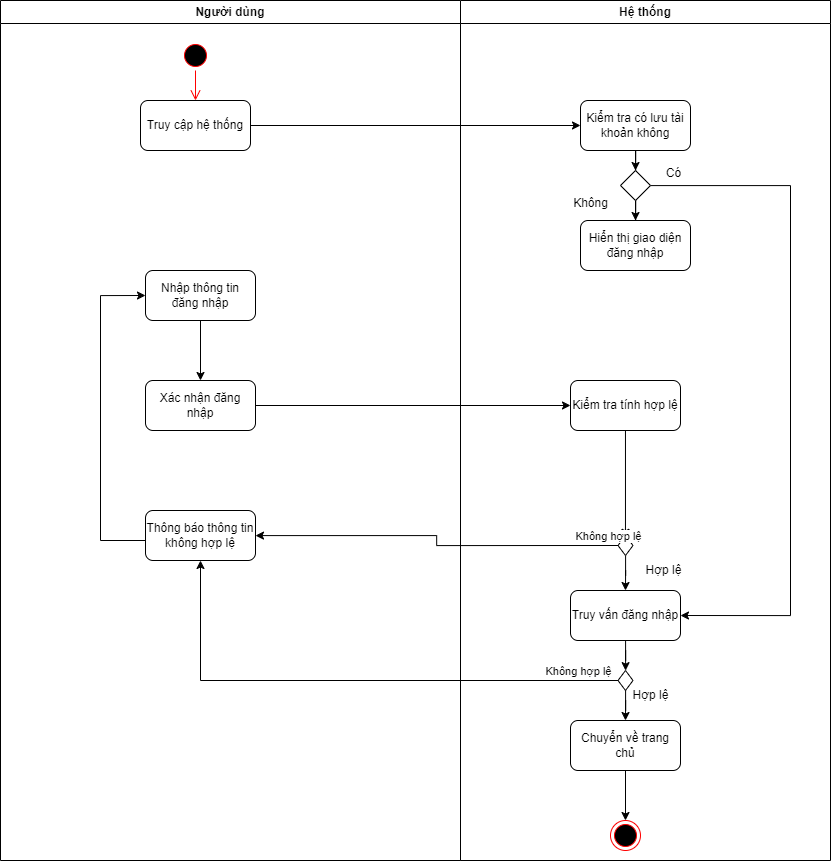 Người dùng
Hệ thống
Truy cập hệ thống
Kiểm tra có lưu tài
khoản không
Có
Không
Hiển thị giao diện
đăng nhập
Nhập thông tin
đăng nhập
Xác nhận đăng
nhập
Kiểm tra tính hợp lệ
Thông báo thông tin
không hợp lệ
Không hợp lệ
Hợp lệ
Truy vấn đăng nhập
Không hợp lệ
Hợp lệ
Chuyển về trang
chủ